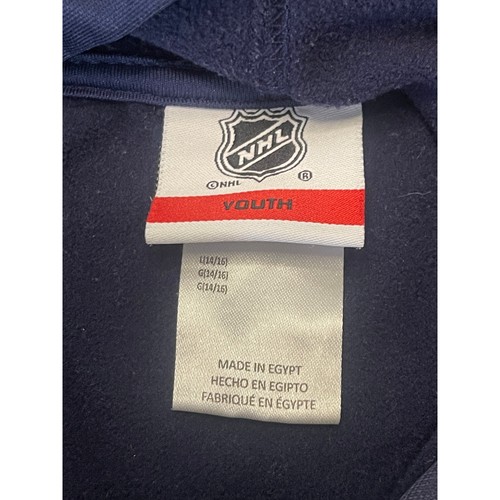 NHL
©NHL ®
YOUTH
L(14/16)
G(14/16)
G(14/16)
MADE IN EGYPT
HECHO EN EGIPTO
FABRIQUÉ EN ÉGYPTE